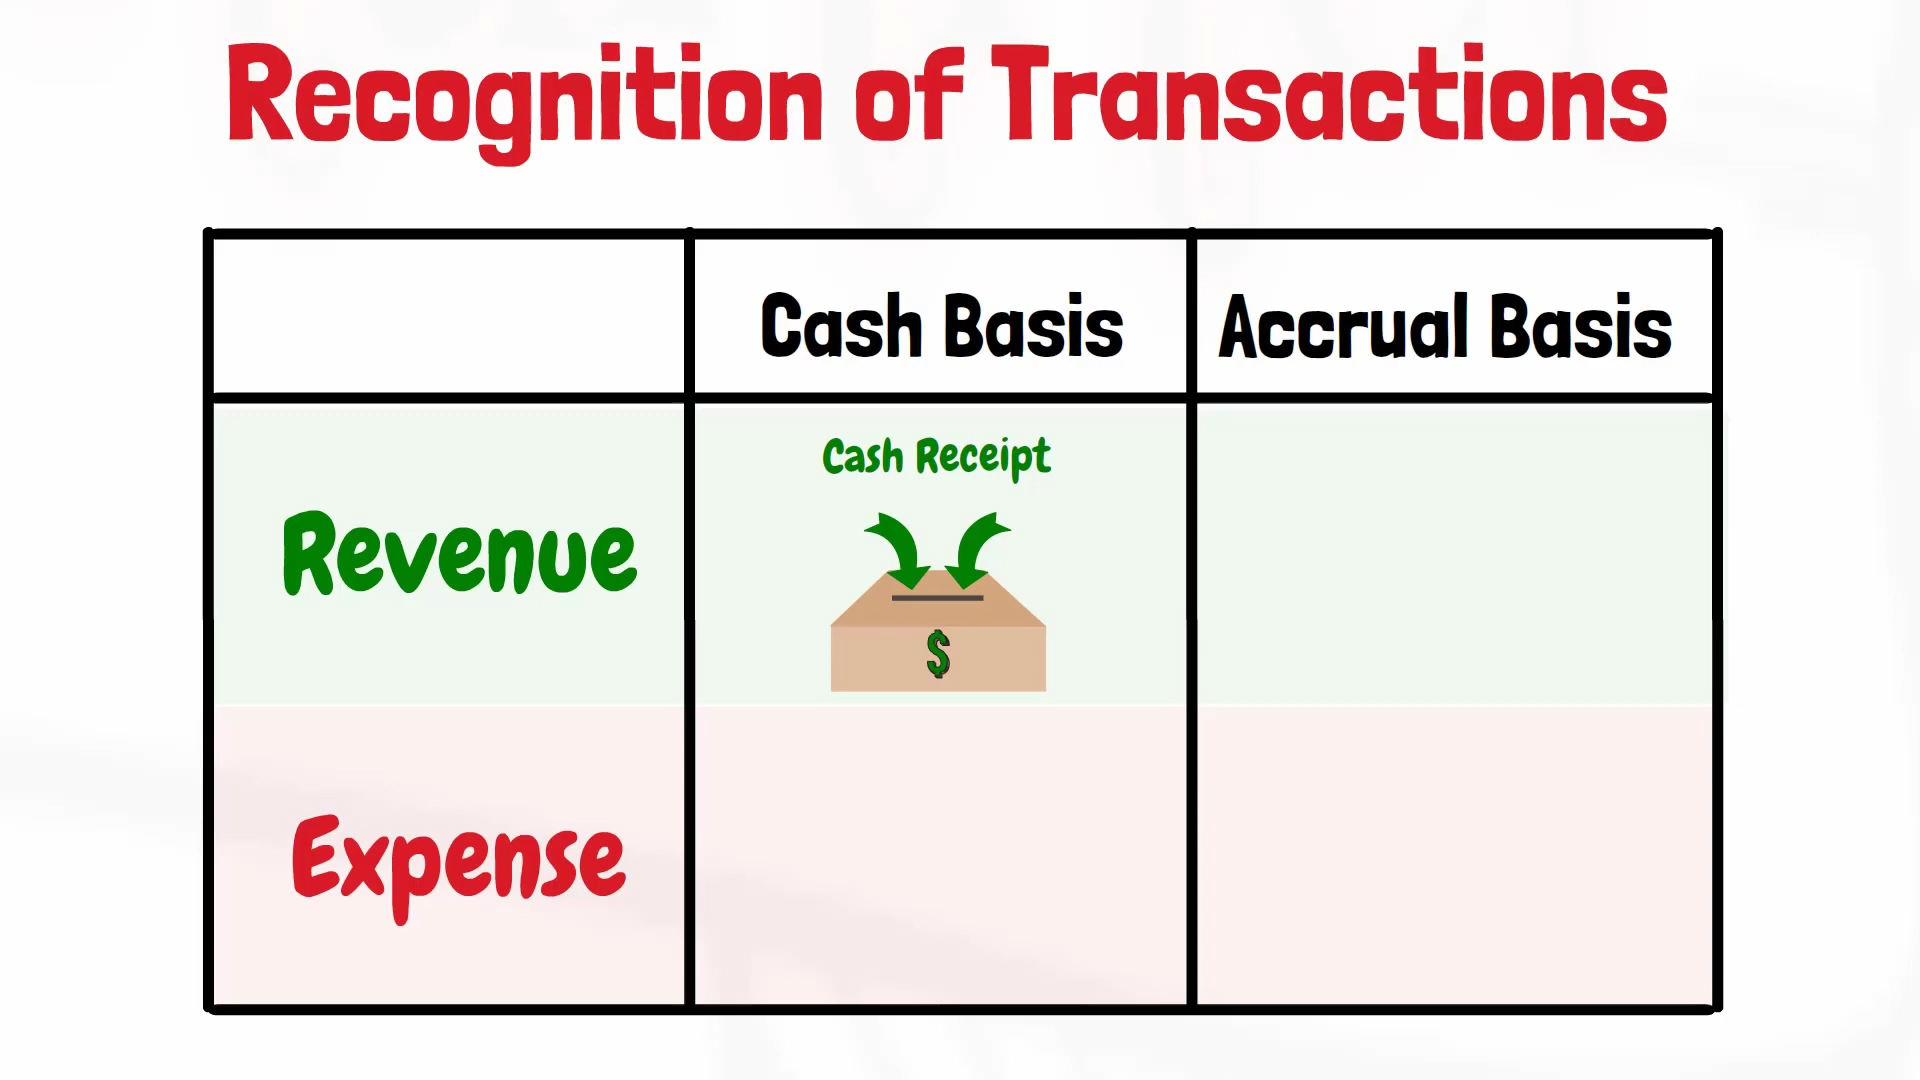 Recognition of Transactions
Cash Basis
Accrual Basis
Revenue
Cash Receipt
$
Expense